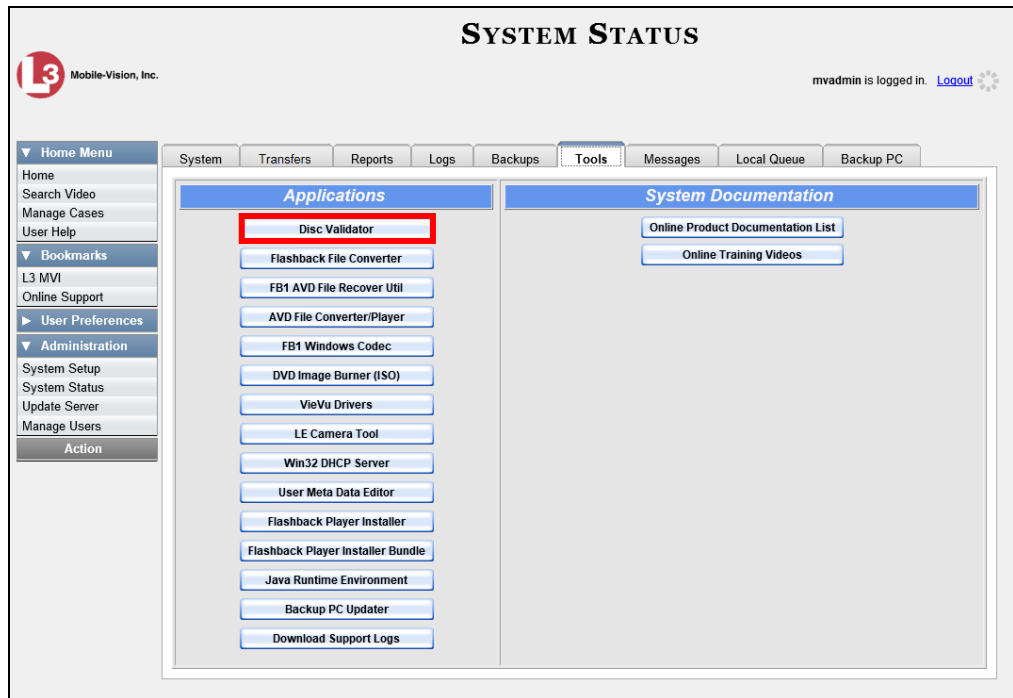 SYSTEM STATUS
L3 Mobile-Vision, Inc.
mvadmin is logged in. Logout
▼ Home Menu
Home
Search Video
Manage Cases
User Help
▼ Bookmarks
L3 MVI
Online Support
► User Preferences
▼ Administration
System Setup
System Status
Update Server
Manage Users
Action
System Transfers Reports Logs Backups Tools Messages Local Queue Backup PC
Applications
Disc Validator
Flashback File Converter
FB1 AVD File Recover Util
AVD File Converter/Player
FB1 Windows Codec
DVD Image Burner (ISO)
VieVu Drivers
LE Camera Tool
Win32 DHCP Server
User Meta Data Editor
Flashback Player Installer
Flashback Player Installer Bundle
Java Runtime Environment
Backup PC Updater
Download Support Logs
System Documentation
Online Product Documentation List
Online Training Videos